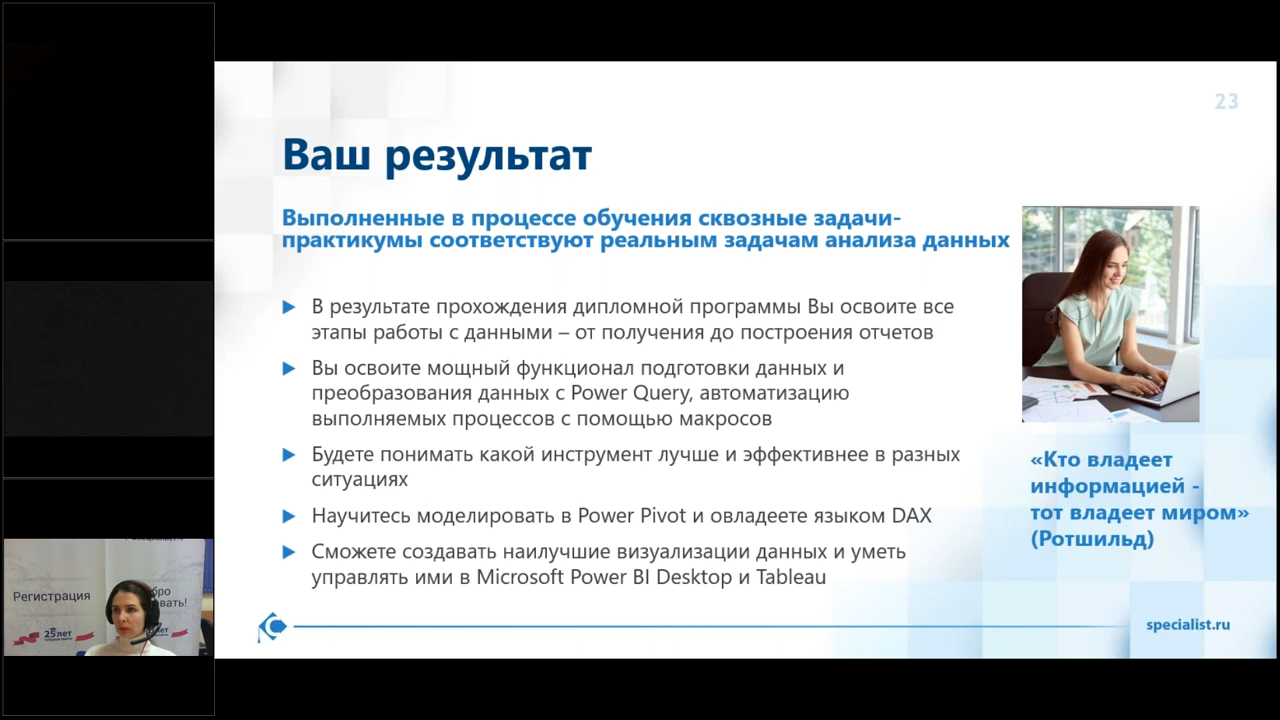 23
Ваш результат
Выполненные в процессе обучения сквозные задачи-
практикумы соответствуют реальным задачам анализа данных
В результате прохождения дипломной программы Вы освоите все
этапы работы с данными – от получения до построения отчетов
Вы освоите мощный функционал подготовки данных и
преобразования данных с Power Query, автоматизацию
выполняемых процессов с помощью макросов
Будете понимать какой инструмент лучше и эффективнее в разных
ситуациях
Научитесь моделировать в Power Pivot и овладеете языком DAX
Сможете создавать наилучшие визуализации данных и уметь
управлять ими в Microsoft Power BI Desktop и Tableau
«Кто владеет
информацией -
тот владеет миром»
(Ротшильд)
specialist.ru
Регистрация
25 лет